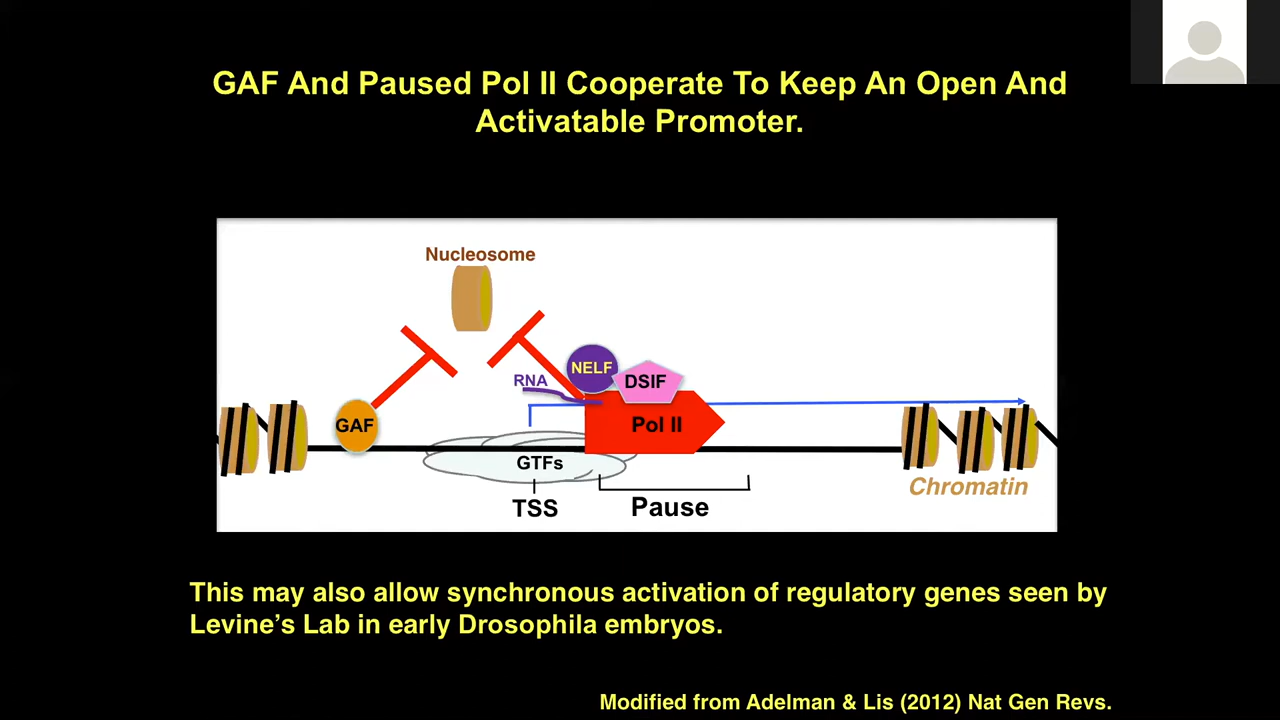 GAF And Paused Pol II Cooperate To Keep An Open And
Activatable Promoter.
Nucleosome
RNA
NELF
DSIF
GAF
Pol II
GTFs
TSS
Pause
Chromatin
This may also allow synchronous activation of regulatory genes seen by
Levine's Lab in early Drosophila embryos.
Modified from Adelman & Lis (2012) Nat Gen Revs.